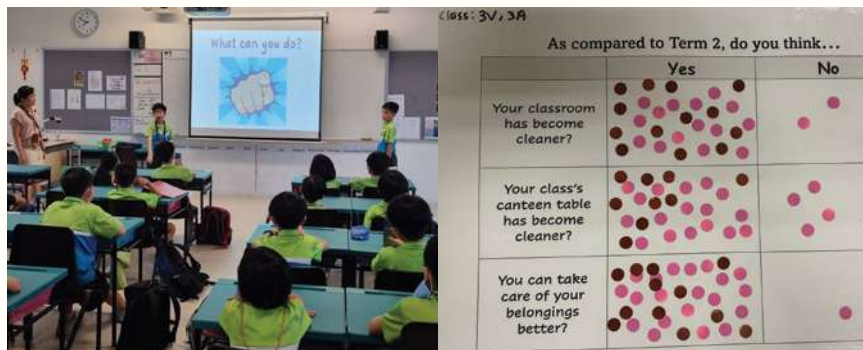 What can you do?
Class: 3V, 3A
As compared to Term 2, do you think...
Yes
No
Your classroom
has become
cleaner?
Your class's
canteen table
has become
cleaner?
You can take
care of your
belongings
better?